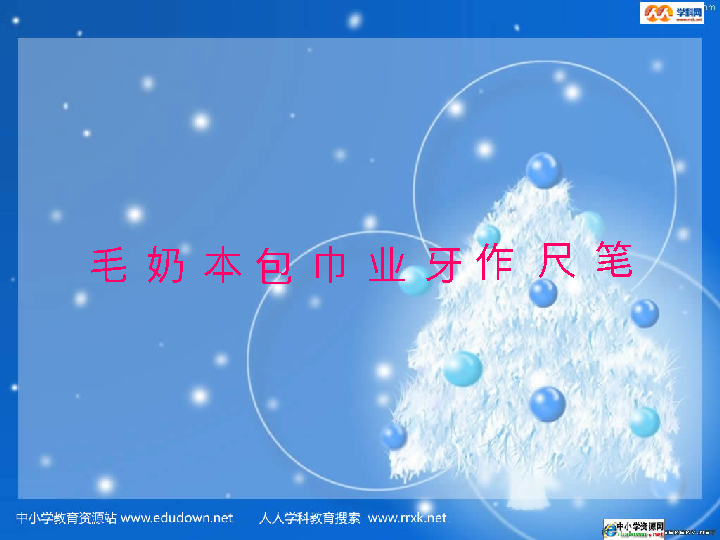 学科网
毛 奶 本 包 巾 业 牙 作 尺 笔
中小学教育资源站 www.edudown.net 人人学科教育搜索 www.rrxk.net
中小学资源网